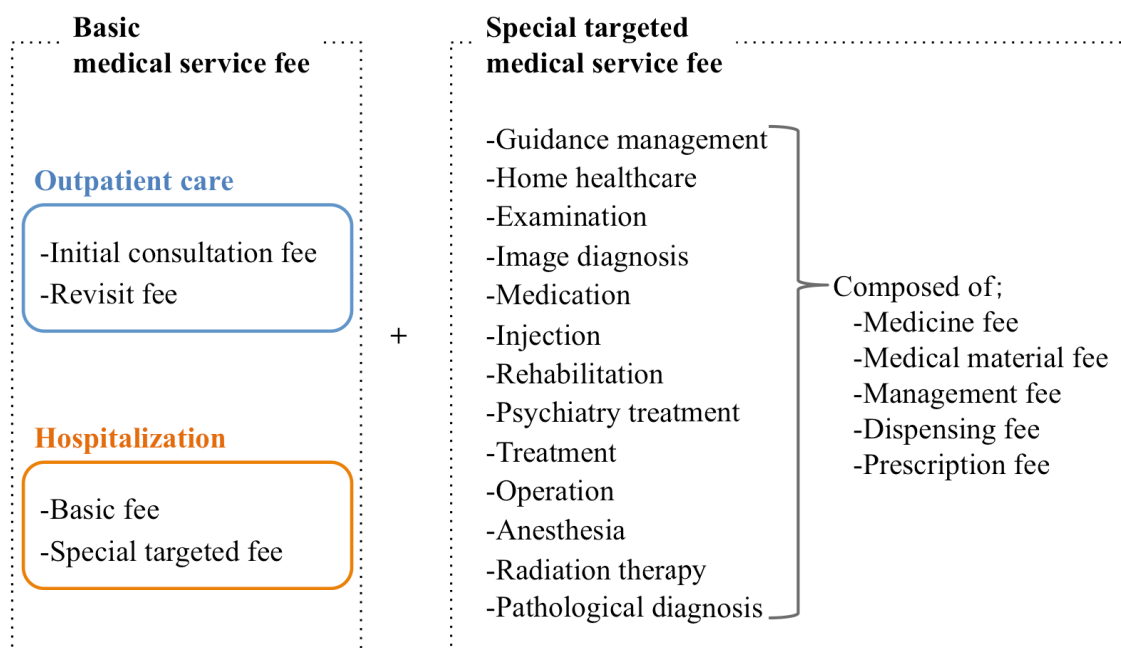 Basic
medical service fee
Outpatient care
-Initial consultation fee
-Revisit fee
Hospitalization
-Basic fee
-Special targeted fee
+
Special targeted
medical service fee
-Guidance management
-Home healthcare
-Examination
-Image diagnosis
-Medication
-Injection
-Rehabilitation
-Psychiatry treatment
-Treatment
-Operation
-Anesthesia
-Radiation therapy
-Pathological diagnosis
Composed of;
-Medicine fee
-Medical material fee
-Management fee
-Dispensing fee
-Prescription fee